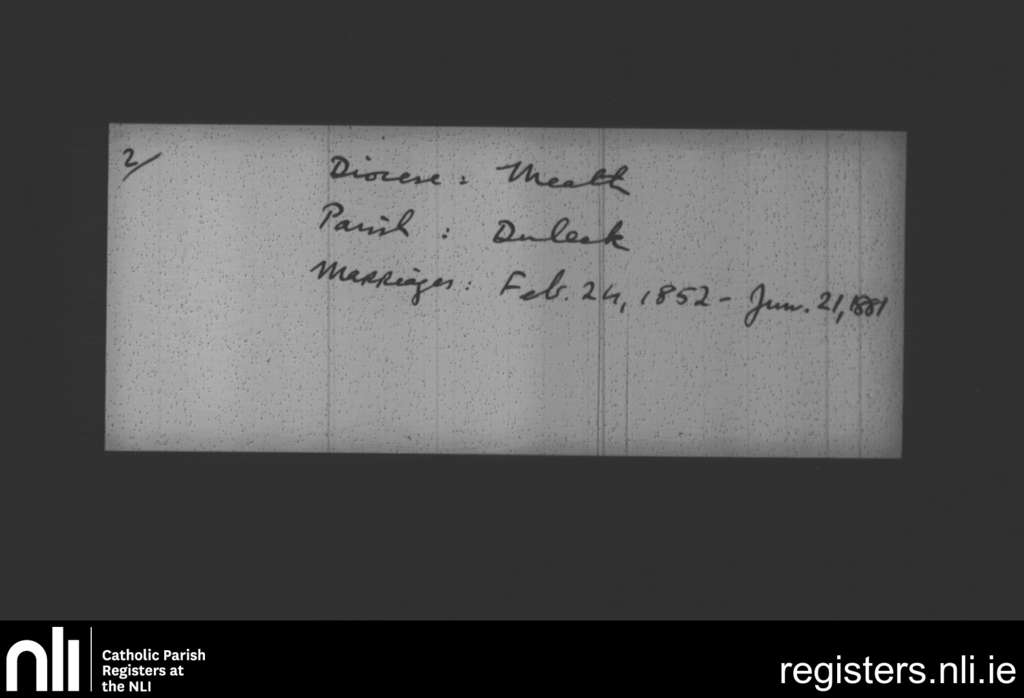 2/
Diocese : Meath
Parish : Duleek
Marriages : Feb. 24, 1852 - Jun. 21, 1881
nli
Catholic Parish
Registers at
the NLI
registers.nli.ie